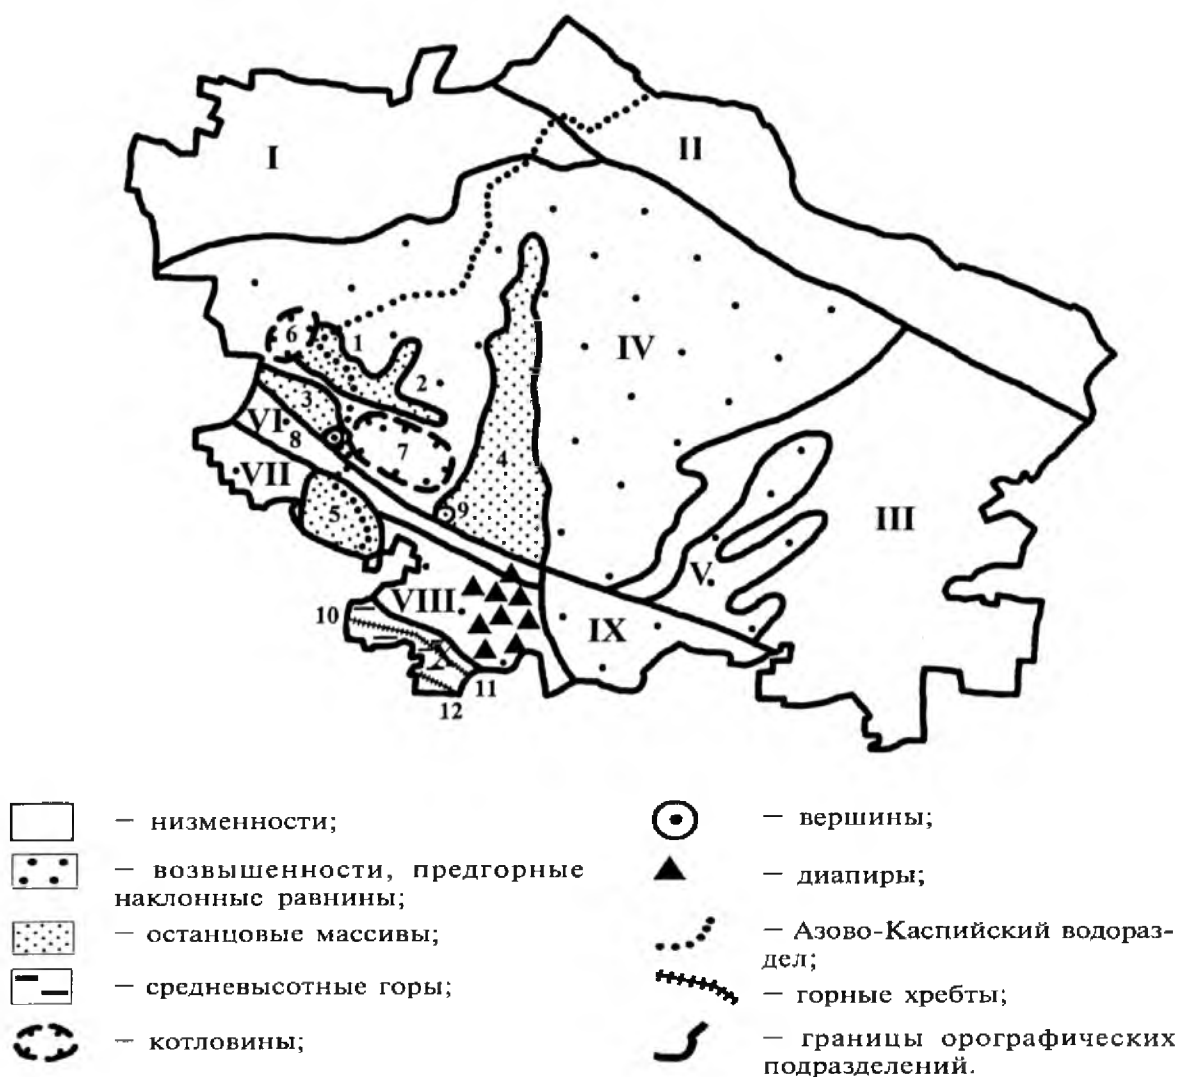 I
II
6
1
IV
2
3
VI
8
7
4
VII
9
5
III
V
VIII
IX
10
11
12
— низменности;
— возвышенности, предгорные
наклонные равнины;
— останцовые массивы;
— средневысотные горы;
— котловины;
— вершины;
— диапиры;
— Азово-Каспийский водораз-
дел;
— горные хребты;
— границы орографических
подразделений.